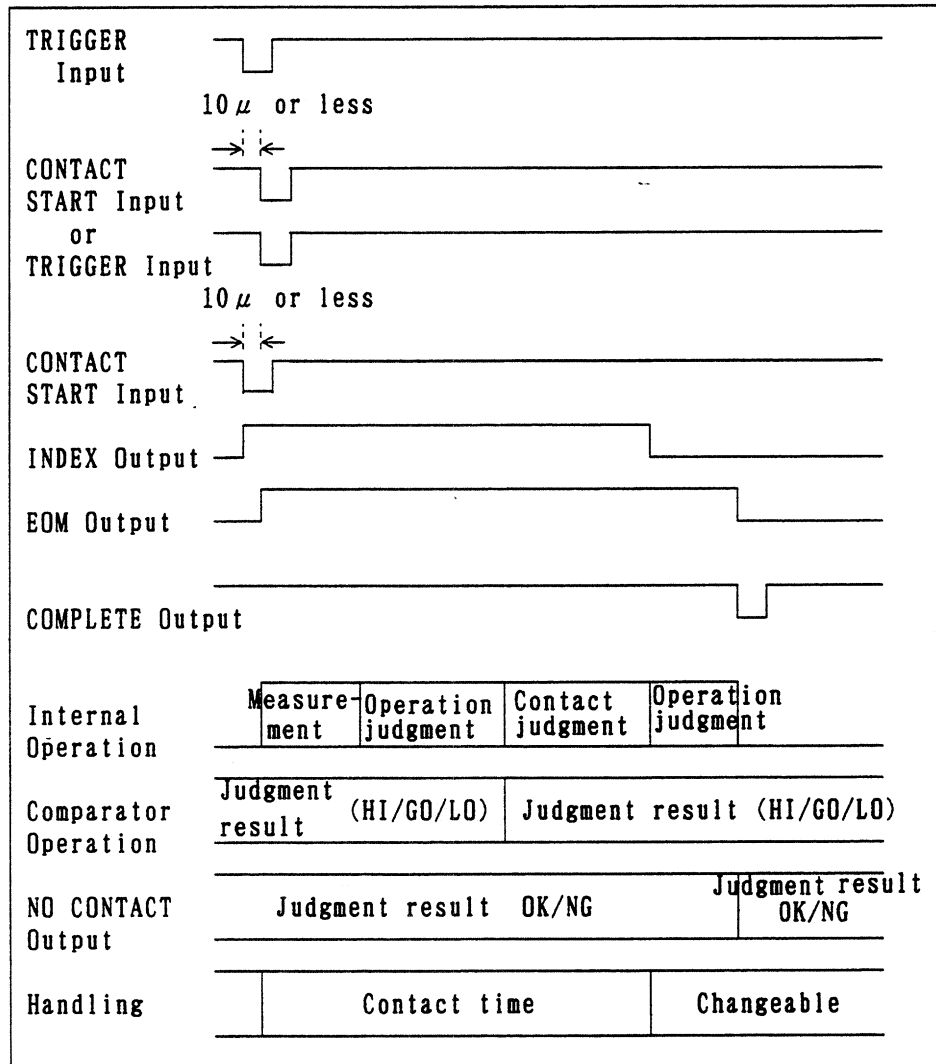 TRIGGER
Input
10μ or less
CONTACT
START Input
or
TRIGGER Input
10μ or less
CONTACT
START Input
INDEX Output
EOM Output
COMPLETE Output
Internal
Operation
Measure-
ment
Operation
judgment
Contact
judgment
Operation
judgment
Comparator
Operation
Judgment
result
(HI/GO/LO)
Judgment result (HI/GO/LO)
NO CONTACT
Output
Judgment result OK/NG
Judgment result
OK/NG
Handling
Contact time
Changeable